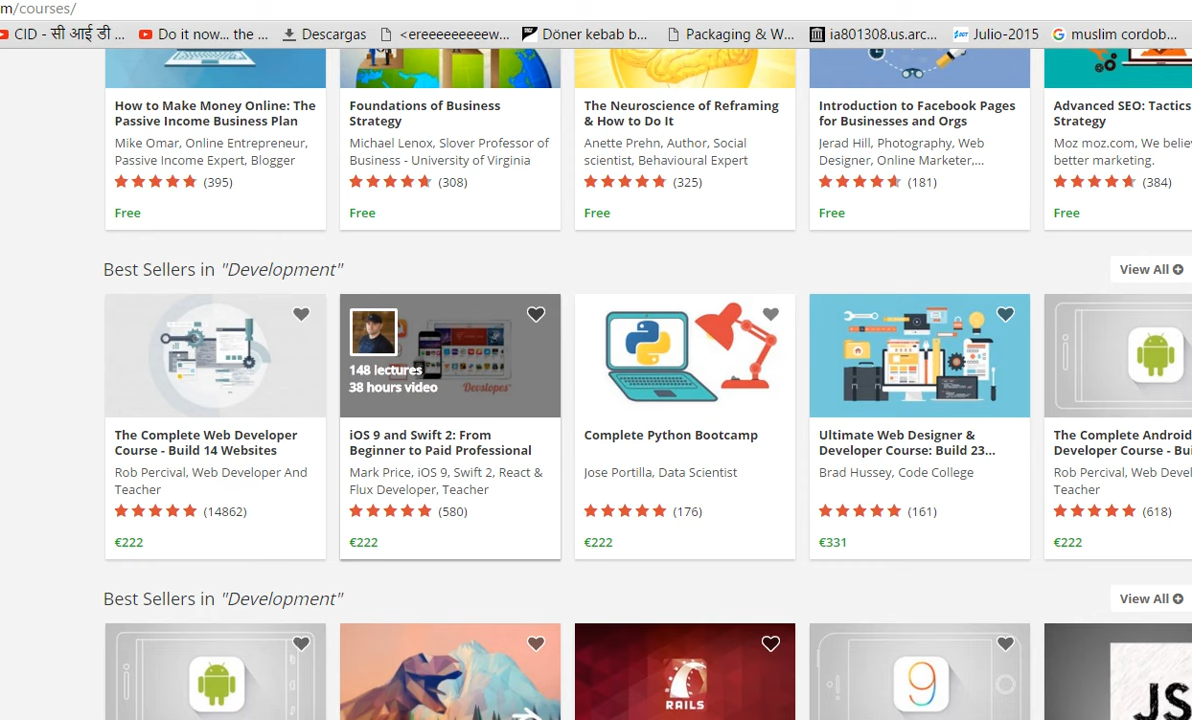 m/courses/
CID - सी आई डी ...
Do it now... the ...
Descargas
<ereeeeeeeeew...
Döner kebab b...
Packaging & W...
ia801308.us.arc...
Julio-2015
muslim cordob...
How to Make Money Online: The
Passive Income Business Plan
Mike Omar, Online Entrepreneur,
Passive Income Expert, Blogger
(395)
Free
Foundations of Business
Strategy
Michael Lenox, Slover Professor of
Business - University of Virginia
(308)
Free
The Neuroscience of Reframing
& How to Do It
Anette Prehn, Author, Social
scientist, Behavioural Expert
(325)
Free
Introduction to Facebook Pages
for Businesses and Orgs
Jerad Hill, Photography, Web
Designer, Online Marketer,...
(181)
Free
Advanced SEO: Tactics
Strategy
Moz moz.com, We believ
better marketing.
(384)
Free
Best Sellers in "Development"
View All
The Complete Web Developer
Course - Build 14 Websites
Rob Percival, Web Developer And
Teacher
(14862)
€222
148 lectures
38 hours video
Developer
iOS 9 and Swift 2: From
Beginner to Paid Professional
Mark Price, iOS 9, Swift 2, React &
Flux Developer, Teacher
(580)
€222
Complete Python Bootcamp
Jose Portilla, Data Scientist
(176)
€222
Ultimate Web Designer &
Developer Course: Build 23...
Brad Hussey, Code College
(161)
€331
The Complete Android
Developer Course - Bui
Rob Percival, Web Devel
Teacher
(618)
€222
Best Sellers in "Development"
View All
RAILS
9
JS